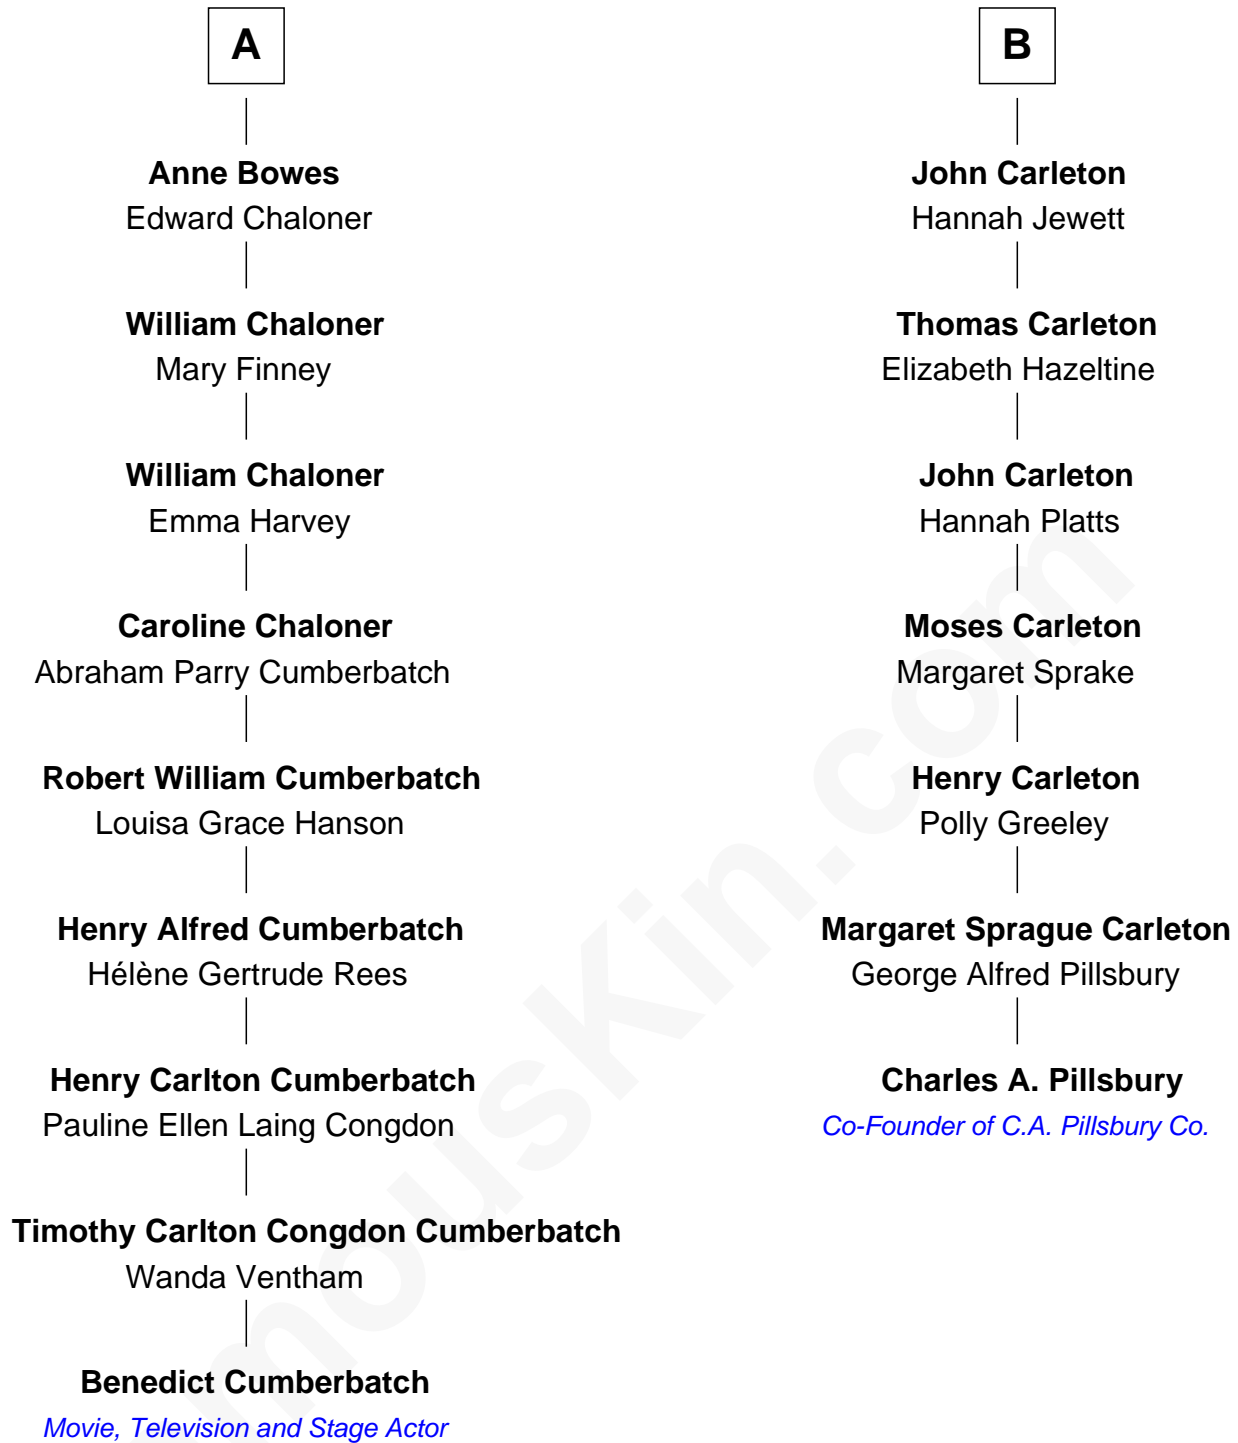 A
Anne Bowes
Edward Chaloner
William Chaloner
Mary Finney
William Chaloner
Emma Harvey
Caroline Chaloner
Abraham Parry Cumberbatch
Robert William Cumberbatch
Louisa Grace Hanson
Henry Alfred Cumberbatch
Hélène Gertrude Rees
Henry Carlton Cumberbatch
Pauline Ellen Laing Congdon
Timothy Carlton Congdon Cumberbatch
Wanda Ventham
Benedict Cumberbatch
Movie, Television and Stage Actor
B
John Carleton
Hannah Jewett
Thomas Carleton
Elizabeth Hazeltine
John Carleton
Hannah Platts
Moses Carleton
Margaret Sprake
Henry Carleton
Polly Greeley
Margaret Sprague Carleton
George Alfred Pillsbury
Charles A. Pillsbury
Co-Founder of C.A. Pillsbury Co.
mousKin.com